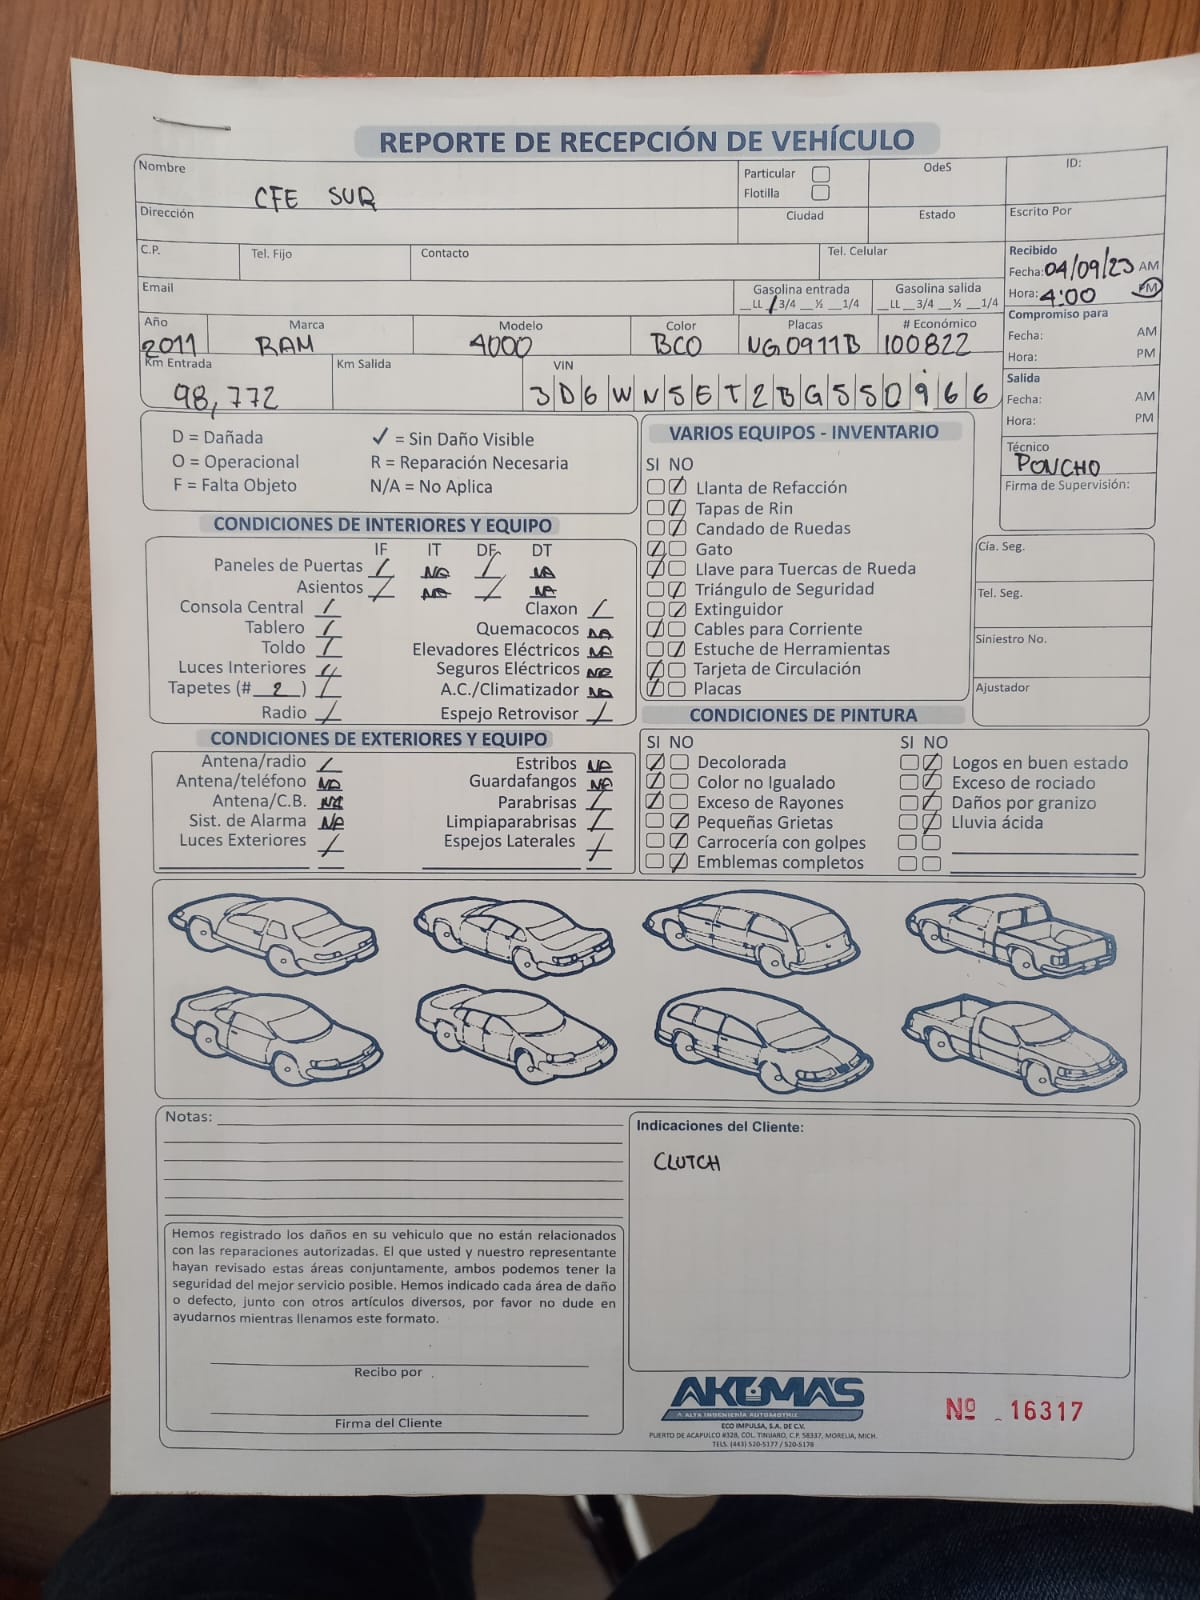 REPORTE DE RECEPCIÓN DE VEHÍCULO
Nombre CFE SUR
Particular
Flotilla
OdeS
ID:
Dirección
Ciudad
Estado
Escrito Por
C.P.
Tel. Fijo
Contacto
Tel. Celular
Recibido
Fecha: 04/09/23 AM
Hora: 4:00 PM
Email
Gasolina entrada
__LL __3/4 __½ __1/4
Gasolina salida
__LL __3/4 __½ __1/4
Compromiso para
Fecha: AM
Hora: PM
Año 2011
Marca RAM
Modelo 4000
Color BCO
Placas NG0911B
# Económico 100822
Km Entrada 98,772
Km Salida
VIN 3D6WN5ET2BG550966
Salida
Fecha: AM
Hora: PM
Técnico
PONCHO
Firma de Supervisión:
D = Dañada
✓ = Sin Daño Visible
O = Operacional
R = Reparación Necesaria
F = Falta Objeto
N/A = No Aplica
CONDICIONES DE INTERIORES Y EQUIPO
IF IT DF DT
Paneles de Puertas NA NA
Asientos NA NA
Consola Central
Claxon
Tablero
Quemacocos NA
Toldo
Elevadores Eléctricos NA
Luces Interiores
Seguros Eléctricos NA
Tapetes (# 2 )
A.C./Climatizador NA
Radio
Espejo Retrovisor
VARIOS EQUIPOS - INVENTARIO
SI NO
Llanta de Refacción
Tapas de Rin
Candado de Ruedas
Gato
Llave para Tuercas de Rueda
Triángulo de Seguridad
Extinguidor
Cables para Corriente
Estuche de Herramientas
Tarjeta de Circulación
Placas
Cía. Seg.
Tel. Seg.
Siniestro No.
Ajustador
CONDICIONES DE EXTERIORES Y EQUIPO
Antena/radio
Estribos NA
Antena/teléfono NA
Guardafangos NA
Antena/C.B. NA
Parabrisas
Sist. de Alarma NA
Limpiaparabrisas
Luces Exteriores
Espejos Laterales
CONDICIONES DE PINTURA
SI NO
SI NO
Decolorada
Logos en buen estado
Color no Igualado
Exceso de rociado
Exceso de Rayones
Daños por granizo
Pequeñas Grietas
Lluvia ácida
Carrocería con golpes
Emblemas completos
Notas:
Indicaciones del Cliente:
CLUTCH
Hemos registrado los daños en su vehiculo que no están relacionados
con las reparaciones autorizadas. El que usted y nuestro representante
hayan revisado estas áreas conjuntamente, ambos podemos tener la
seguridad del mejor servicio posible. Hemos indicado cada área de daño
o defecto, junto con otros artículos diversos, por favor no dude en
ayudarnos mientras llenamos este formato.
Recibo por
Firma del Cliente
AKUMA'S
ALTA INGENIERÍA AUTOMOTRIZ
ECO IMPULSA, S.A. DE C.V.
PUERTO DE ACAPULCO #328, COL. TINIJARO, C.P. 58337, MORELIA, MICH.
TELS. (443) 520-5177 / 520-5178
Nº 16317